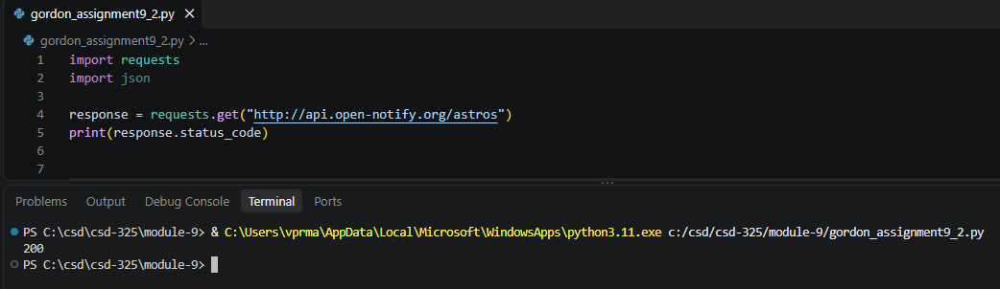 gordon_assignment9_2.py ×
gordon_assignment9_2.py > ...
1 import requests
2 import json
3
4 response = requests.get("http://api.open-notify.org/astros")
5 print(response.status_code)
6
7
Problems Output Debug Console Terminal Ports
PS C:\csd\csd-325\module-9> & C:\Users\vprma\AppData\Local\Microsoft\WindowsApps\python3.11.exe c:/csd/csd-325/module-9/gordon_assignment9_2.py
200
PS C:\csd\csd-325\module-9>